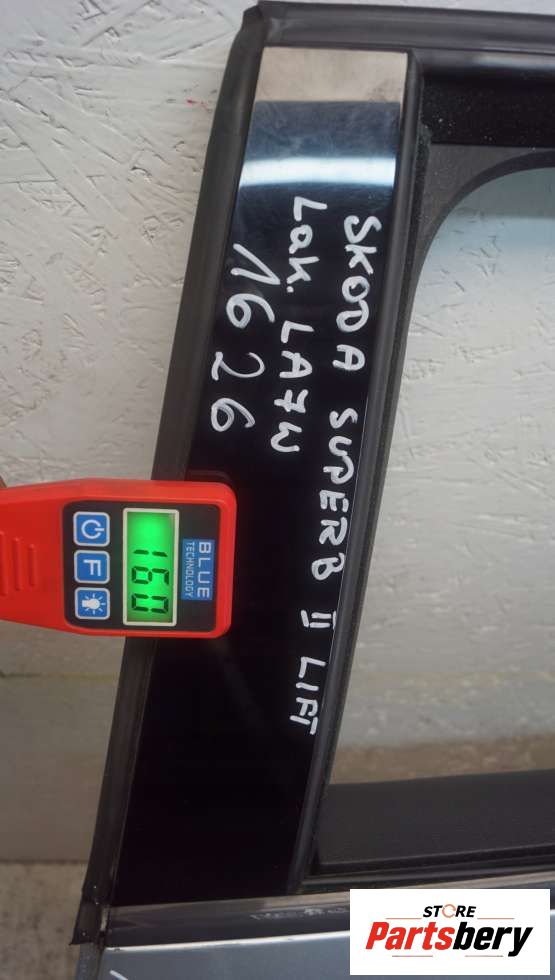 SKODA SUPERB II LIFT
Lak. LA7W
1626
BLUE
TECHNOLOGY
160
F
STORE
Partsbery